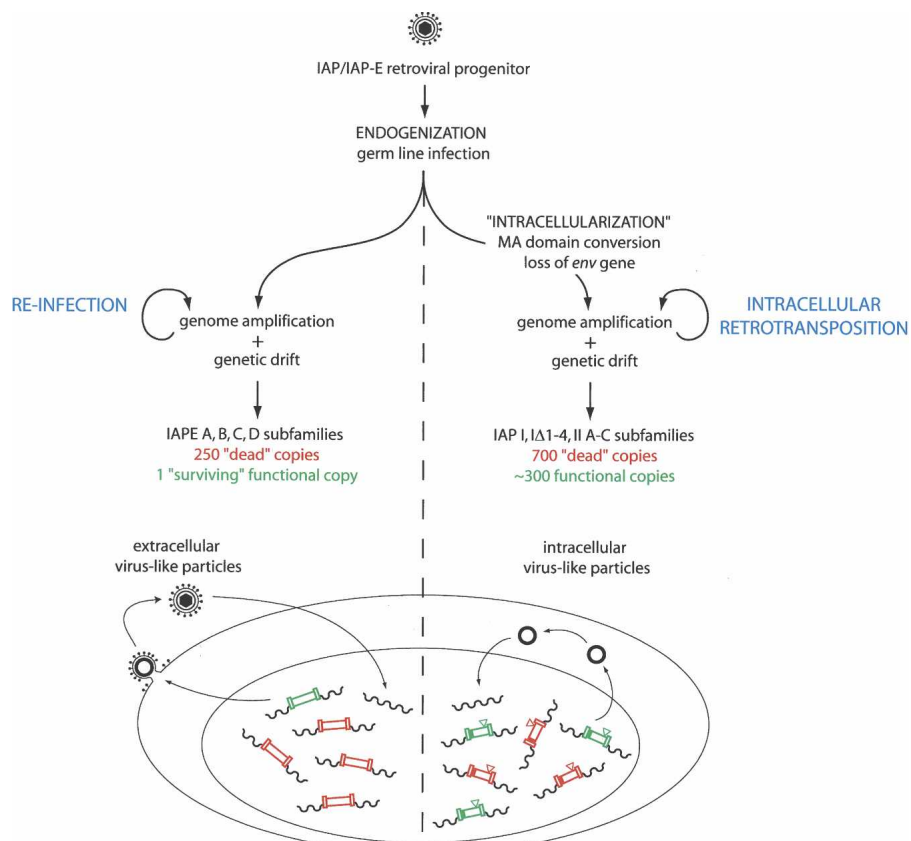 IAP/IAP-E retroviral progenitor
ENDOGENIZATION
germ line infection
"INTRACELLULARIZATION"
MA domain conversion
loss of env gene
RE-INFECTION
genome amplification
+
genetic drift
INTRACELLULAR
RETROTRANSPOSITION
genome amplification
+
genetic drift
IAPE A, B, C, D subfamilies
250 "dead" copies
1 "surviving" functional copy
IAP I, IΔ1-4, II A-C subfamilies
700 "dead" copies
~300 functional copies
extracellular
virus-like particles
intracellular
virus-like particles